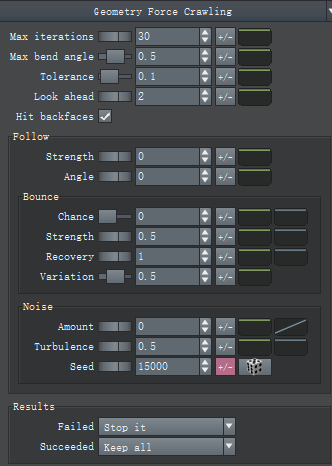 Geometry Force Crawling
Max iterations 30 +/-
Max bend angle 0.5 +/-
Tolerance 0.1 +/-
Look ahead 2 +/-
Hit backfaces
Follow
Strength 0 +/-
Angle 0 +/-
Bounce
Chance 0 +/-
Strength 0.5 +/-
Recovery 1 +/-
Variation 0.5 +/-
Noise
Amount 0 +/-
Turbulence 0.5 +/-
Seed 15000 +/-
Results
Failed Stop it
Succeeded Keep all